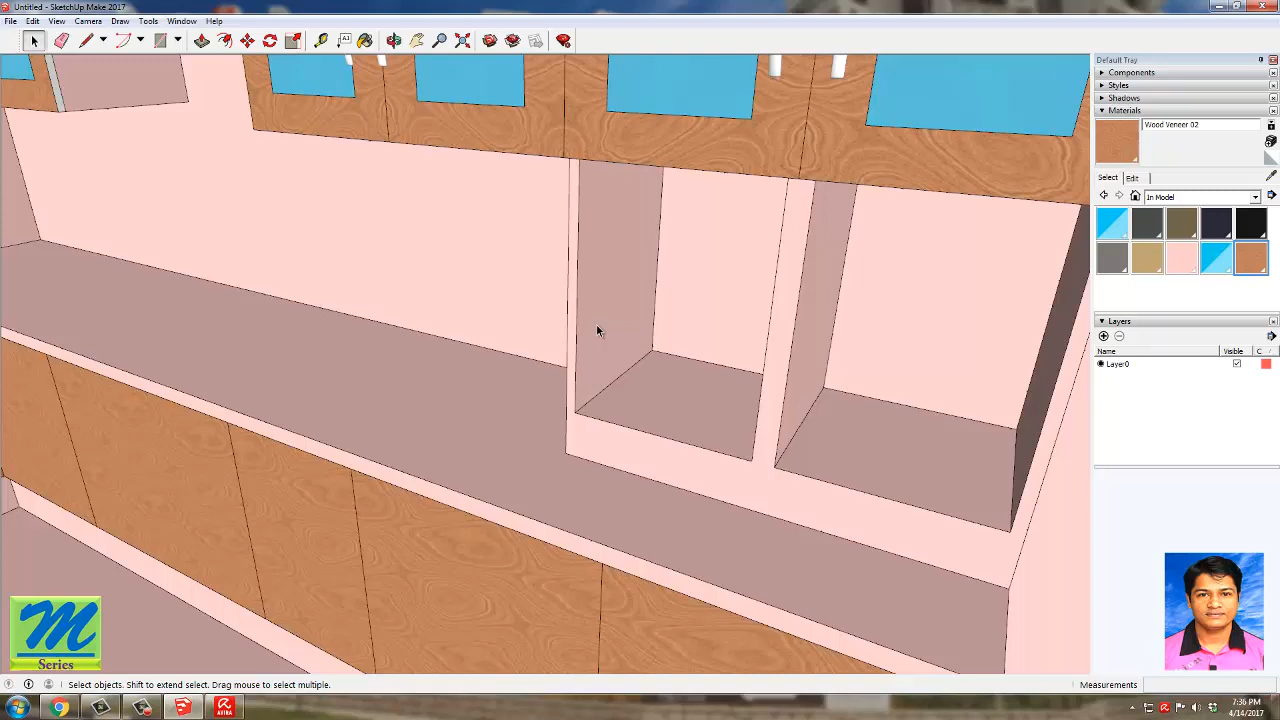 Untitled - SketchUp Make 2017
File Edit View Camera Draw Tools Window Help
Default Tray
Components
Styles
Shadows
Materials
Wood Veneer 02
Select Edit
In Model
Layers
Name Visible C
Layer0
M
Series
Select objects. Shift to extend select. Drag mouse to select multiple.
Measurements
AVIRA
7:36 PM
4/14/2017